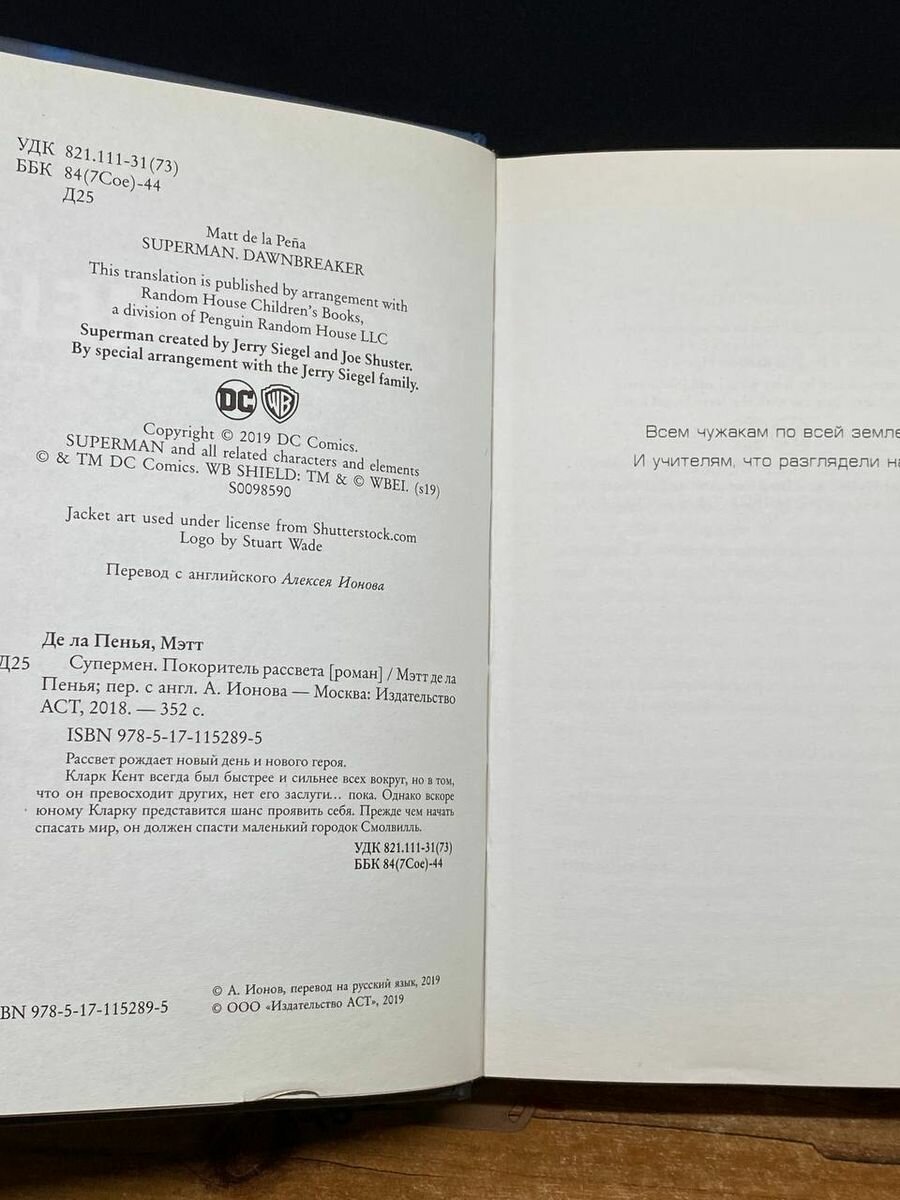 УДК 821.111-31(73)
ББК 84(7Сое)-44
Д25
Matt de la Peña
SUPERMAN. DAWNBREAKER
This translation is published by arrangement with
Random House Children's Books,
a division of Penguin Random House LLC
Superman created by Jerry Siegel and Joe Shuster.
By special arrangement with the Jerry Siegel family.
DC WB
Copyright © 2019 DC Comics.
SUPERMAN and all related characters and elements
© & TM DC Comics. WB SHIELD: TM & © WBEI. (s19)
S0098590
Jacket art used under license from Shutterstock.com
Logo by Stuart Wade
Перевод с английского Алексея Ионова
Де ла Пенья, Мэтт
Д25 Супермен. Покоритель рассвета [роман] / Мэтт де ла
Пенья; пер. с англ. А. Ионова — Москва: Издательство
АСТ, 2018. — 352 с.
ISBN 978-5-17-115289-5
Рассвет рождает новый день и нового героя.
Кларк Кент всегда был быстрее и сильнее всех вокруг, но в том,
что он превосходит других, нет его заслуги... пока. Однако вскоре
юному Кларку представится шанс проявить себя. Прежде чем начать
спасать мир, он должен спасти маленький городок Смолвилль.
УДК 821.111-31(73)
ББК 84(7Сое)-44
BN 978-5-17-115289-5
© А. Ионов, перевод на русский язык, 2019
© ООО «Издательство АСТ», 2019
Всем чужакам по всей земле
И учителям, что разглядели на